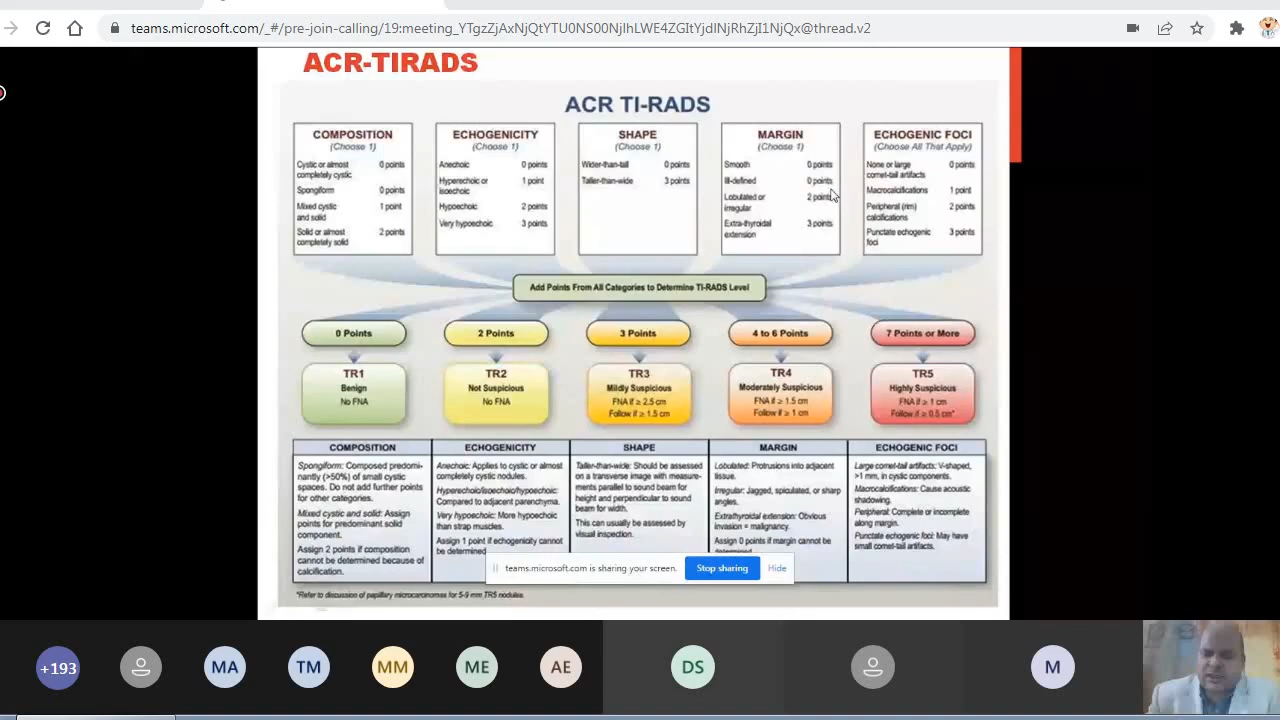 teams.microsoft.com/_#/pre-join-calling/19:meeting_YTgzZjAxNjQtYTU0NS00NjIhLWE4ZGItYjdlNjRhZjI1NjQx@thread.v2
ACR-TIRADS
ACR TI-RADS
COMPOSITION
(Choose 1)
Cystic or almost completely cystic 0 points
Spongiform 0 points
Mixed cystic and solid 1 point
Solid or almost completely solid 2 points
ECHOGENICITY
(Choose 1)
Anechoic 0 points
Hyperechoic or isoechoic 1 point
Hypoechoic 2 points
Very hypoechoic 3 points
SHAPE
(Choose 1)
Wider-than-tall 0 points
Taller-than-wide 3 points
MARGIN
(Choose 1)
Smooth 0 points
Ill-defined 0 points
Lobulated or irregular 2 points
Extra-thyroidal extension 3 points
ECHOGENIC FOCI
(Choose All That Apply)
None or large comet-tail artifacts 0 points
Macrocalcifications 1 point
Peripheral (rim) calcifications 2 points
Punctate echogenic foci 3 points
Add Points From All Categories to Determine TI-RADS Level
0 Points
2 Points
3 Points
4 to 6 Points
7 Points or More
TR1
Benign
No FNA
TR2
Not Suspicious
No FNA
TR3
Mildly Suspicious
FNA if ≥ 2.5 cm
Follow if ≥ 1.5 cm
TR4
Moderately Suspicious
FNA if ≥ 1.5 cm
Follow if ≥ 1 cm
TR5
Highly Suspicious
FNA if ≥ 1 cm
Follow if ≥ 0.5 cm*
COMPOSITION
Spongiform: Composed predomi-
nantly (>50%) of small cystic
spaces. Do not add further points
for other categories.
Mixed cystic and solid: Assign
points for predominant solid
component.
Assign 2 points if composition
cannot be determined because of
calcification.
ECHOGENICITY
Anechoic: Applies to cystic or almost
completely cystic nodules.
Hyperechoic/isoechoic/hypoechoic:
Compared to adjacent parenchyma.
Very hypoechoic: More hypoechoic
than strap muscles.
Assign 1 point if echogenicity cannot
be determined
SHAPE
Taller-than-wide: Should be assessed
on a transverse image with measure-
ments parallel to sound beam for
height and perpendicular to sound
beam for width.
This can usually be assessed by
visual inspection.
MARGIN
Lobulated: Protrusions into adjacent
tissue.
Irregular: Jagged, spiculated, or sharp
angles.
Extrathyroidal extension: Obvious
invasion = malignancy.
Assign 0 points if margin cannot be
determined.
ECHOGENIC FOCI
Large comet-tail artifacts: V-shaped,
>1 mm, in cystic components.
Macrocalcifications: Cause acoustic
shadowing.
Peripheral: Complete or incomplete
along margin.
Punctate echogenic foci: May have
small comet-tail artifacts.
*Refer to discussion of papillary microcarcinomas for 5-9 mm TR5 nodules.
teams.microsoft.com is sharing your screen. Stop sharing Hide
+193 MA TM MM ME AE DS M